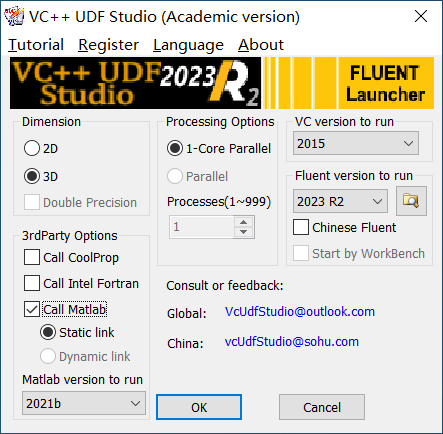 VC++ UDF Studio (Academic version)
Tutorial Register Language About
VC++ UDF Studio 2023 R2
FLUENT Launcher
Dimension
2D
3D
Double Precision
3rdParty Options
Call CoolProp
Call Intel Fortran
Call Matlab
Static link
Dynamic link
Matlab version to run
2021b
Processing Options
1-Core Parallel
Parallel
Processes(1~999)
1
VC version to run
2015
Fluent version to run
2023 R2
Chinese Fluent
Start by WorkBench
Consult or feedback:
Global: VcUdfStudio@outlook.com
China: vcUdfStudio@sohu.com
OK
Cancel